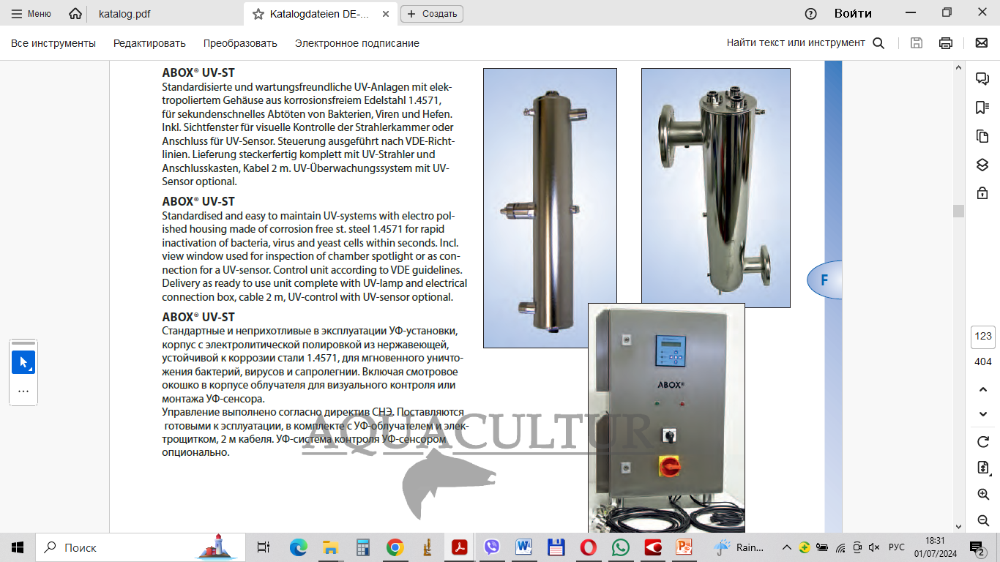 Меню
katalog.pdf
Katalogdateien DE-...
Создать
Войти
Все инструменты
Редактировать
Преобразовать
Электронное подписание
Найти текст или инструмент
ABOX® UV-ST
Standardisierte und wartungsfreundliche UV-Anlagen mit elek-
tropoliertem Gehäuse aus korrosionsfreiem Edelstahl 1.4571,
für sekundenschnelles Abtöten von Bakterien, Viren und Hefen.
Inkl. Sichtfenster für visuelle Kontrolle der Strahlerkammer oder
Anschluss für UV-Sensor. Steuerung ausgeführt nach VDE-Richt-
linien. Lieferung steckerfertig komplett mit UV-Strahler und
Anschlusskasten, Kabel 2 m. UV-Überwachungssystem mit UV-
Sensor optional.
ABOX® UV-ST
Standardised and easy to maintain UV-systems with electro pol-
ished housing made of corrosion free st. steel 1.4571 for rapid
inactivation of bacteria, virus and yeast cells within seconds. Incl.
view window used for inspection of chamber spotlight or as con-
nection for a UV-sensor. Control unit according to VDE guidelines.
Delivery as ready to use unit complete with UV-lamp and electrical
connection box, cable 2 m, UV-control with UV-sensor optional.
ABOX® UV-ST
Стандартные и неприхотливые в эксплуатации УФ-установки,
корпус с электролитической полировкой из нержавеющей,
устойчивой к коррозии стали 1.4571, для мгновенного уничто-
жения бактерий, вирусов и сапролегнии. Включая смотровое
окошко в корпусе облучателя для визуального контроля или
монтажа УФ-сенсора.
Управление выполнено согласно директив СНЭ. Поставляются
готовыми к эсплуатации, в комплекте с УФ-облучателем и элек-
трощитком, 2 м кабеля. УФ-система контроля УФ-сенсором
опционально.
AQUACULTUR
ABOX®
F
123
404
Поиск
Rain...
РУС
18:31
01/07/2024
2